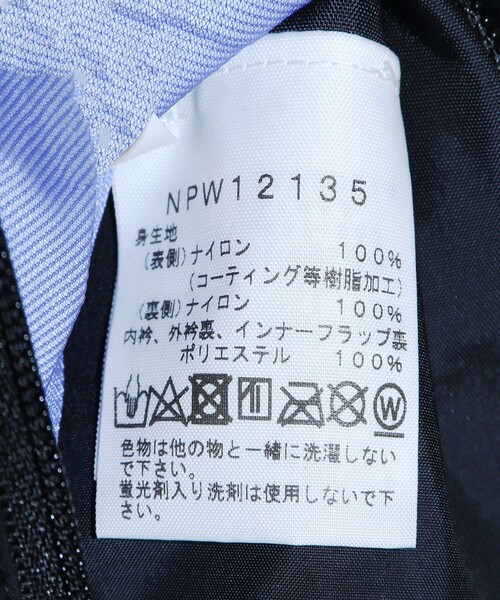 NPW12135
身生地
(表側)ナイロン 100%
(コーティング等樹脂加工)
(裏側)ナイロン 100%
内衿、外衿裏、インナーフラップ裏
ポリエステル 100%
W
色物は他の物と一緒に洗濯しない
で下さい。
蛍光剤入り洗剤は使用しないで下
さい。